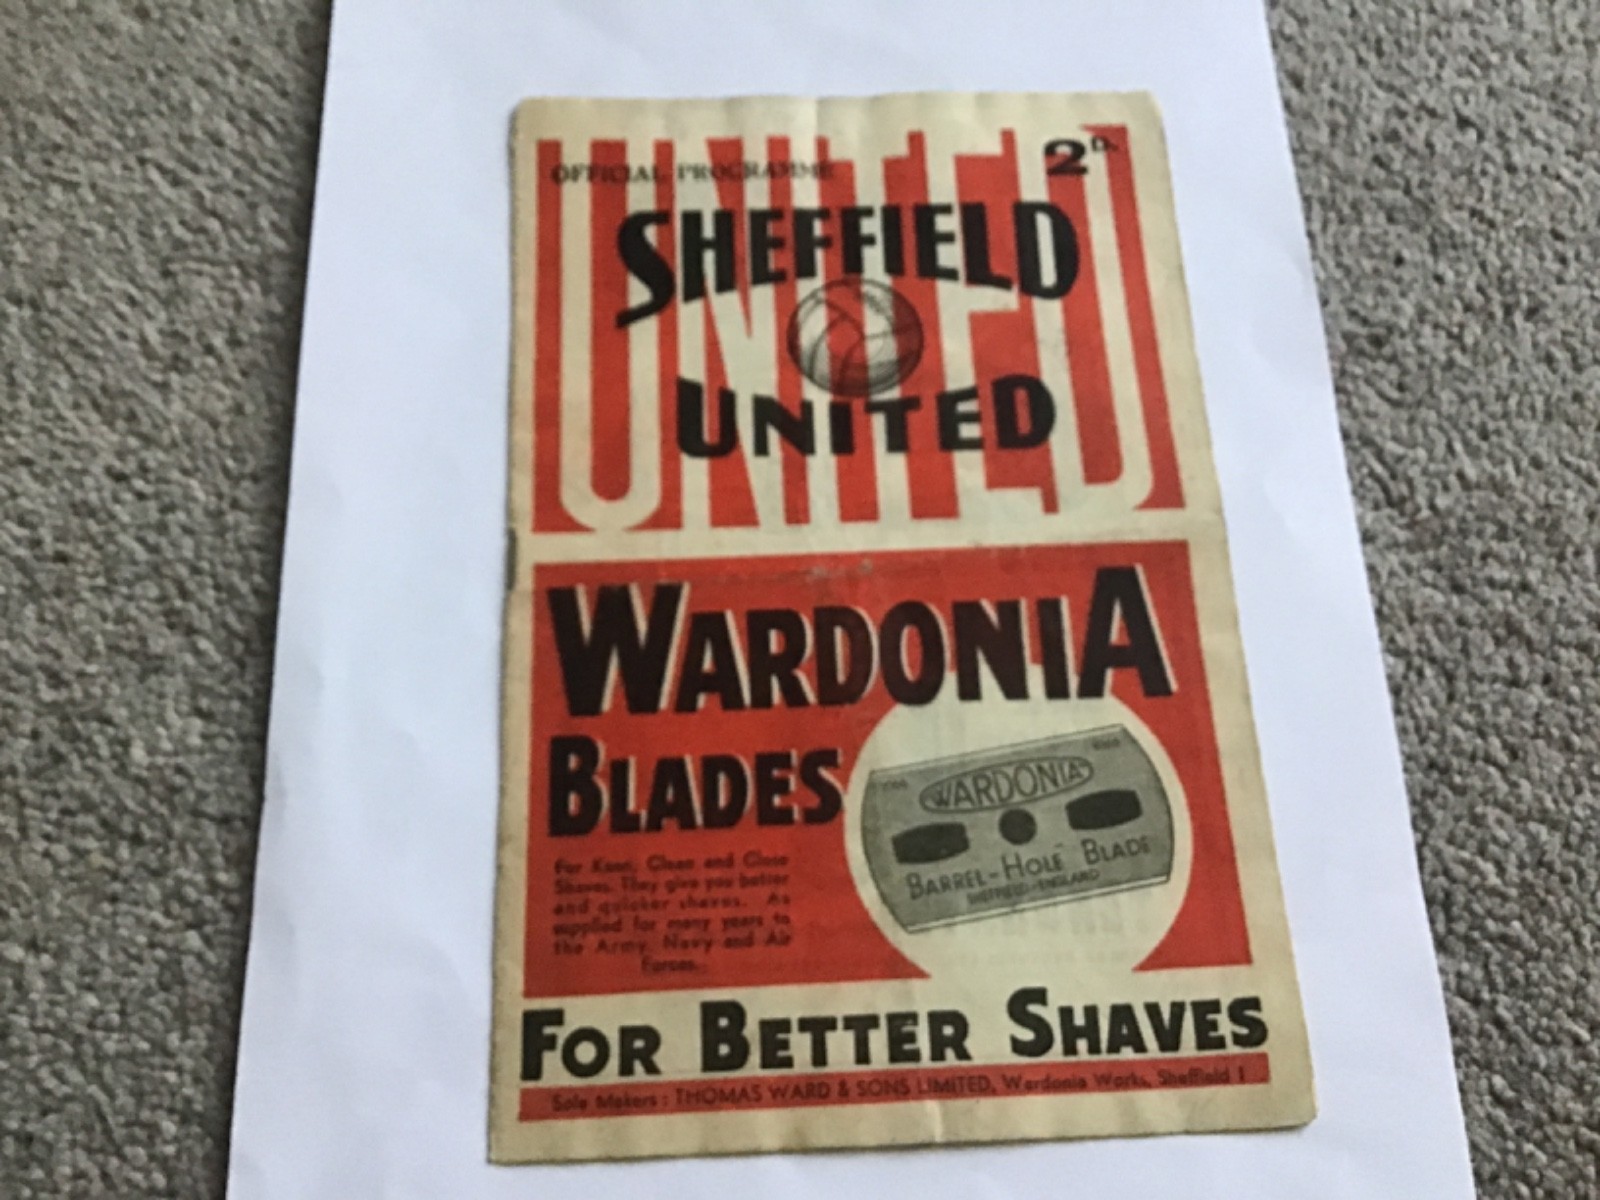 UNITED
OFFICIAL PROGRAMME
2D.
SHEFFIELD
UNITED
WARDONIA
BLADES
WARDONIA
BARREL-HOLE BLADE
SHEFFIELD-ENGLAND
For Keen, Clean and Close
Shaves. They give you better
and quicker shaves. As
supplied for many years to
the Army, Navy and Air
Forces.
FOR BETTER SHAVES
Sole Makers: THOMAS WARD & SONS LIMITED, Wardonia Works, Sheffield 1